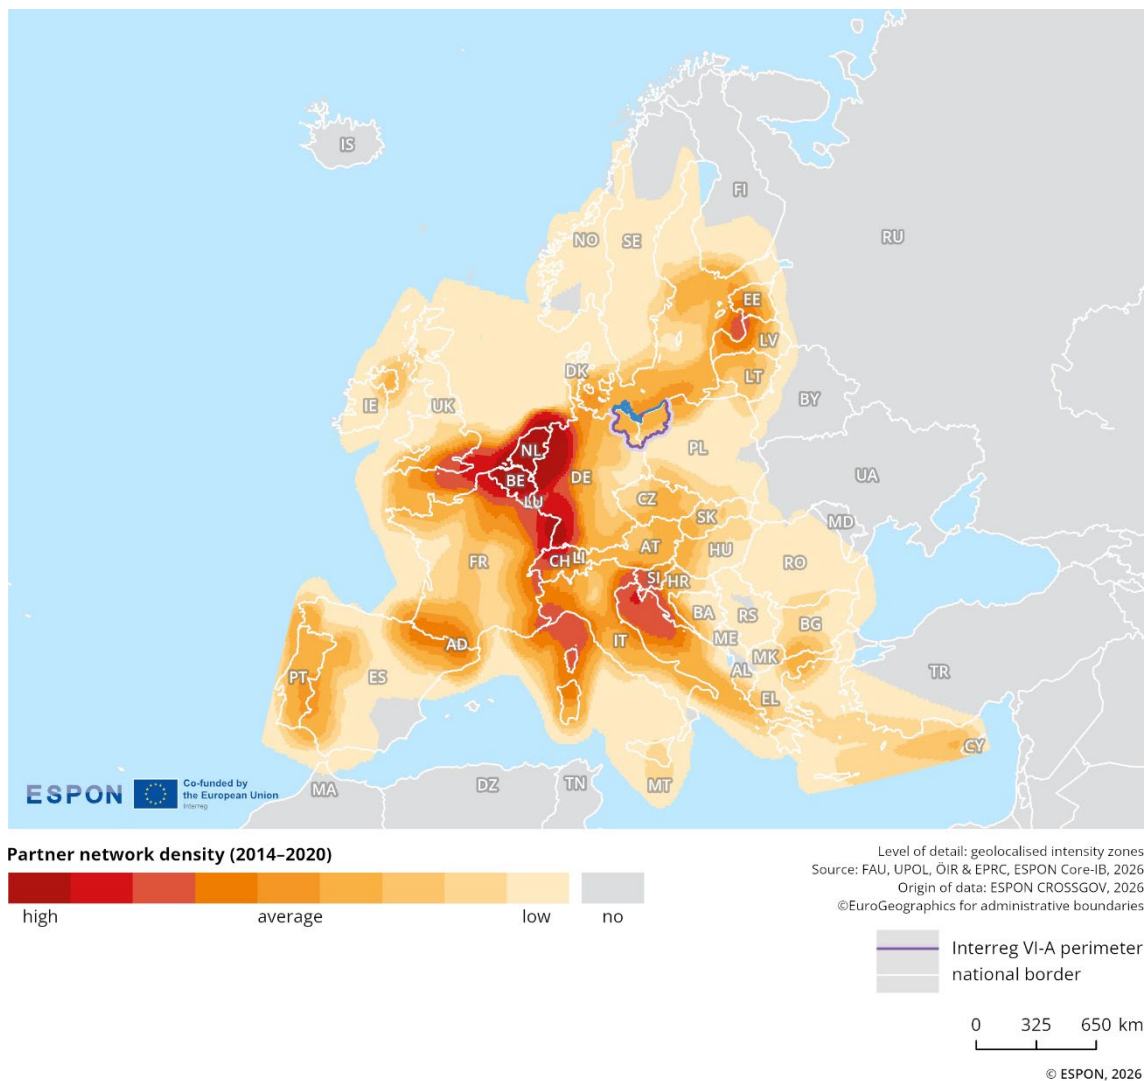 IS
FI
NO
SE
RU
EE
LV
LT
DK
BY
IE
UK
NL
PL
BE
DE
LU
CZ
UA
SK
MD
AT
HU
FR
CH
LI
RO
SI
HR
BA
RS
BG
IT
ME
AD
MK
AL
TR
PT
ES
EL
CY
MA
DZ
TN
MT
ESPON
Co-funded by
the European Union
Interreg
Partner network density (2014–2020)
high
average
low
no
Level of detail: geolocalised intensity zones
Source: FAU, UPOL, ÖIR & EPRC, ESPON Core-IB, 2026
Origin of data: ESPON CROSSGOV, 2026
©EuroGeographics for administrative boundaries
Interreg VI-A perimeter
national border
0 325 650 km
© ESPON, 2026